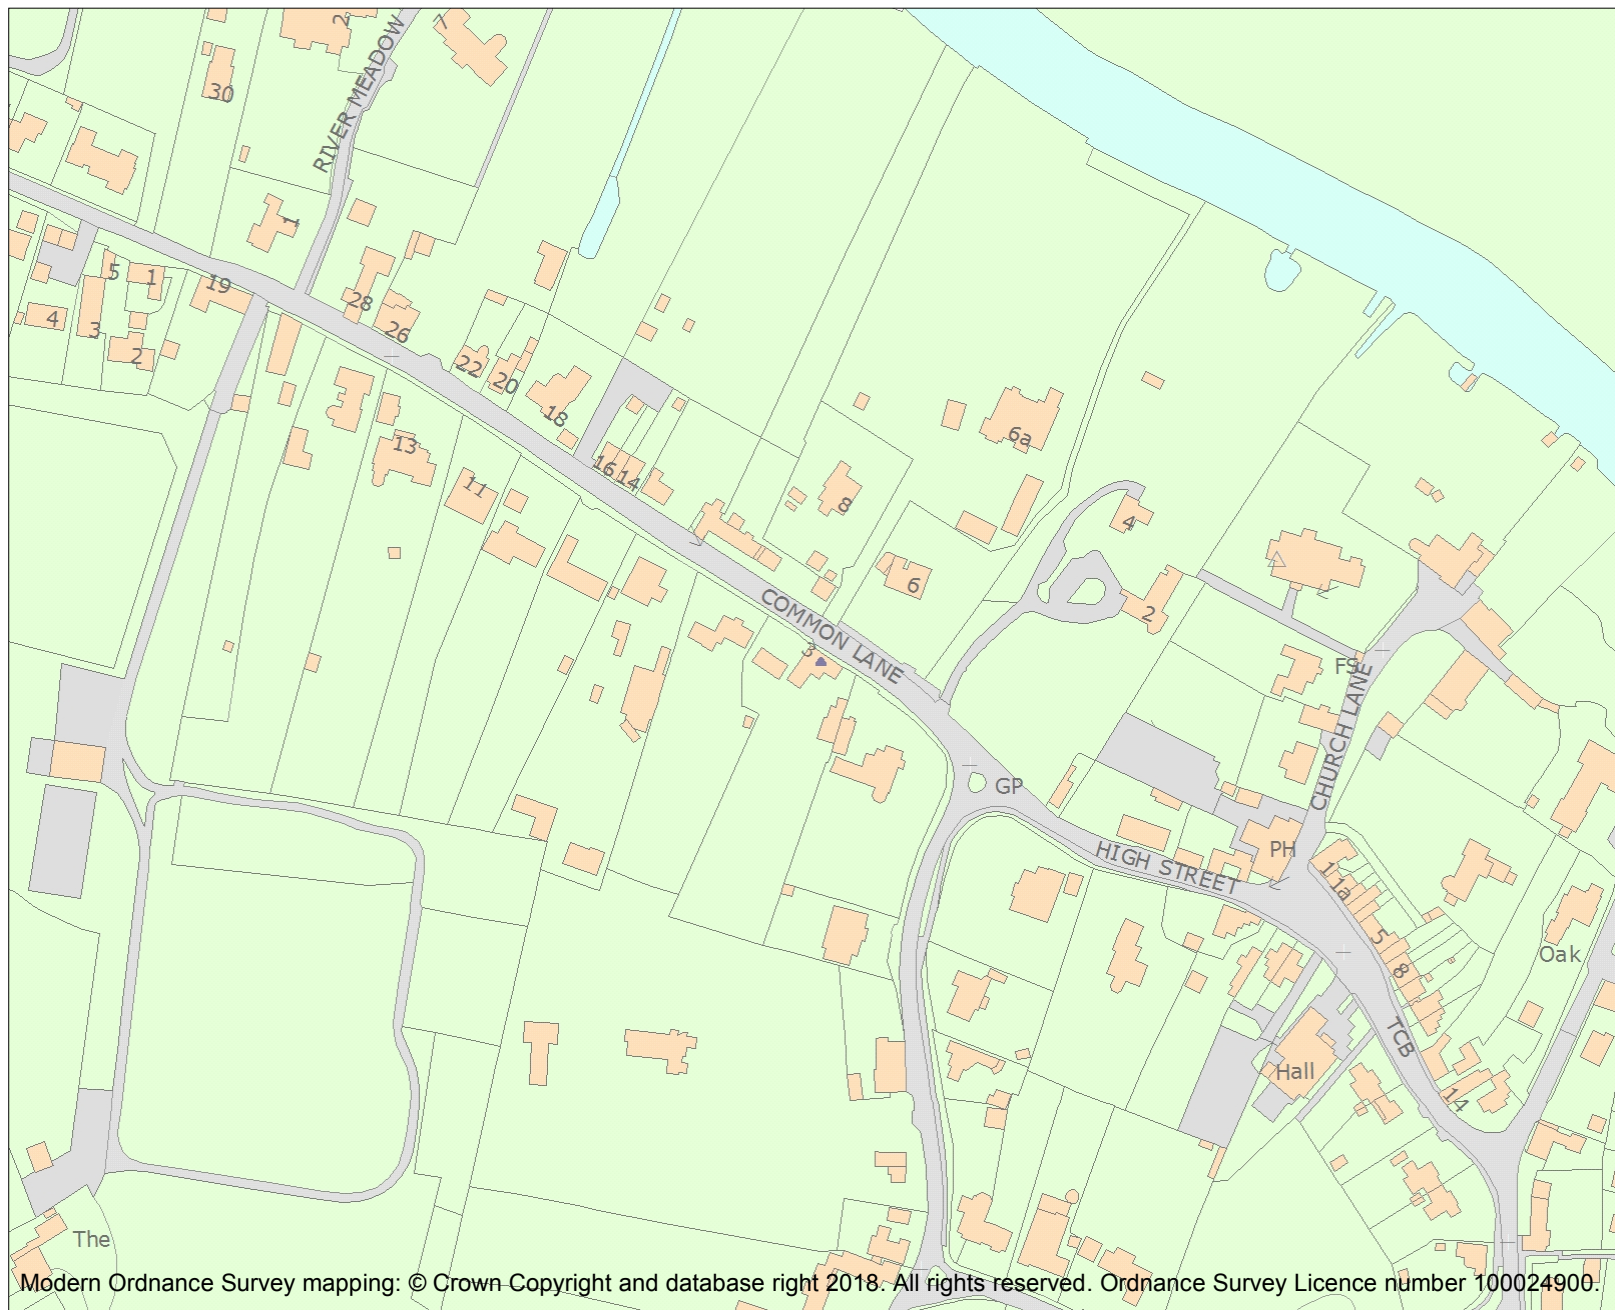 2
7
RIVER MEADOW
30
1
5
1
19
4
3
2
28
26
22
20
18
16
14
13
11
6a
8
4
6
2
COMMON LANE
3
FS
CHURCH LANE
GP
PH
HIGH STREET
11a
5
8
Oak
TCB
Hall
14
The
Modern Ordnance Survey mapping: © Crown Copyright and database right 2018. All rights reserved. Ordnance Survey Licence number 100024900.